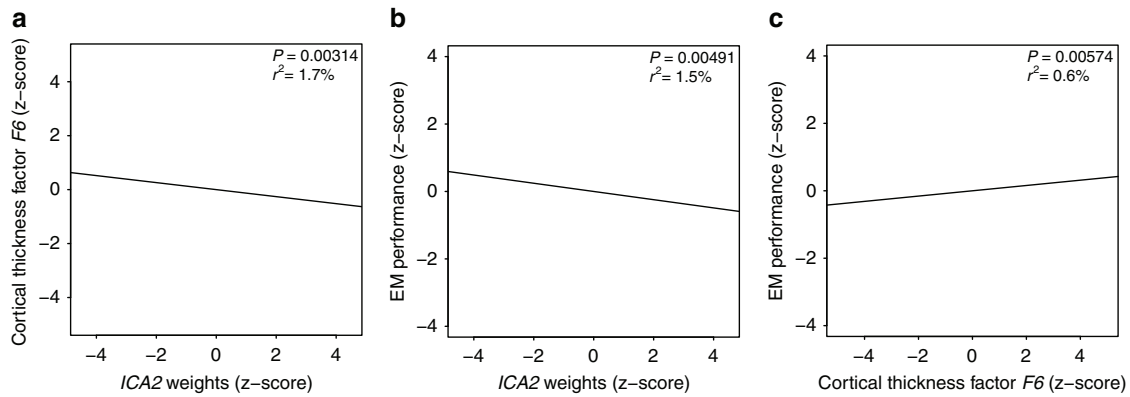 a
P = 0.00314
r² = 1.7%
Cortical thickness factor F6 (z−score)
4
2
0
−2
−4
−4 −2 0 2 4
ICA2 weights (z−score)
b
P = 0.00491
r² = 1.5%
EM performance (z−score)
4
2
0
−2
−4
−4 −2 0 2 4
ICA2 weights (z−score)
c
P = 0.00574
r² = 0.6%
EM performance (z−score)
4
2
0
−2
−4
−4 −2 0 2 4
Cortical thickness factor F6 (z−score)